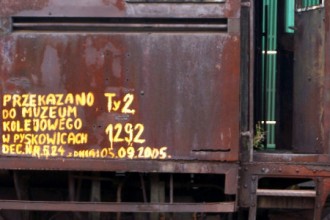 PRZEKAZANO
DO MUZEUM
KOLEJOWEGO
W PYSKOWICACH
DEC. NR. 524 z DNIA 05.09.2005.
Ty2
1292